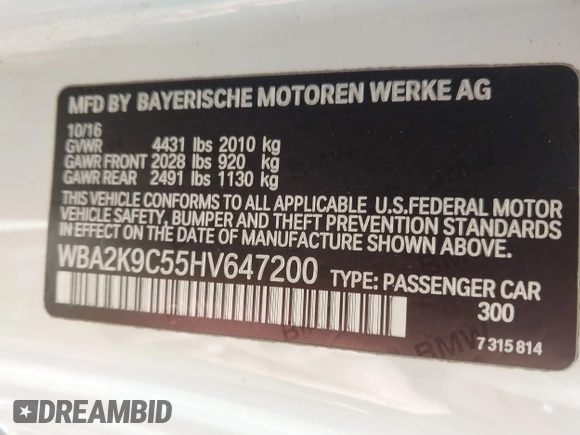 MFD BY BAYERISCHE MOTOREN WERKE AG
10/16
GVWR 4431 lbs 2010 kg
GAWR FRONT 2028 lbs 920 kg
GAWR REAR 2491 lbs 1130 kg
THIS VEHICLE CONFORMS TO ALL APPLICABLE U.S.FEDERAL MOTOR
VEHICLE SAFETY, BUMPER AND THEFT PREVENTION STANDARDS
IN EFFECT ON THE DATE OF MANUFACTURE SHOWN ABOVE.
WBA2K9C55HV647200 TYPE: PASSENGER CAR
300
7 315 814
BMW
DREAMBID